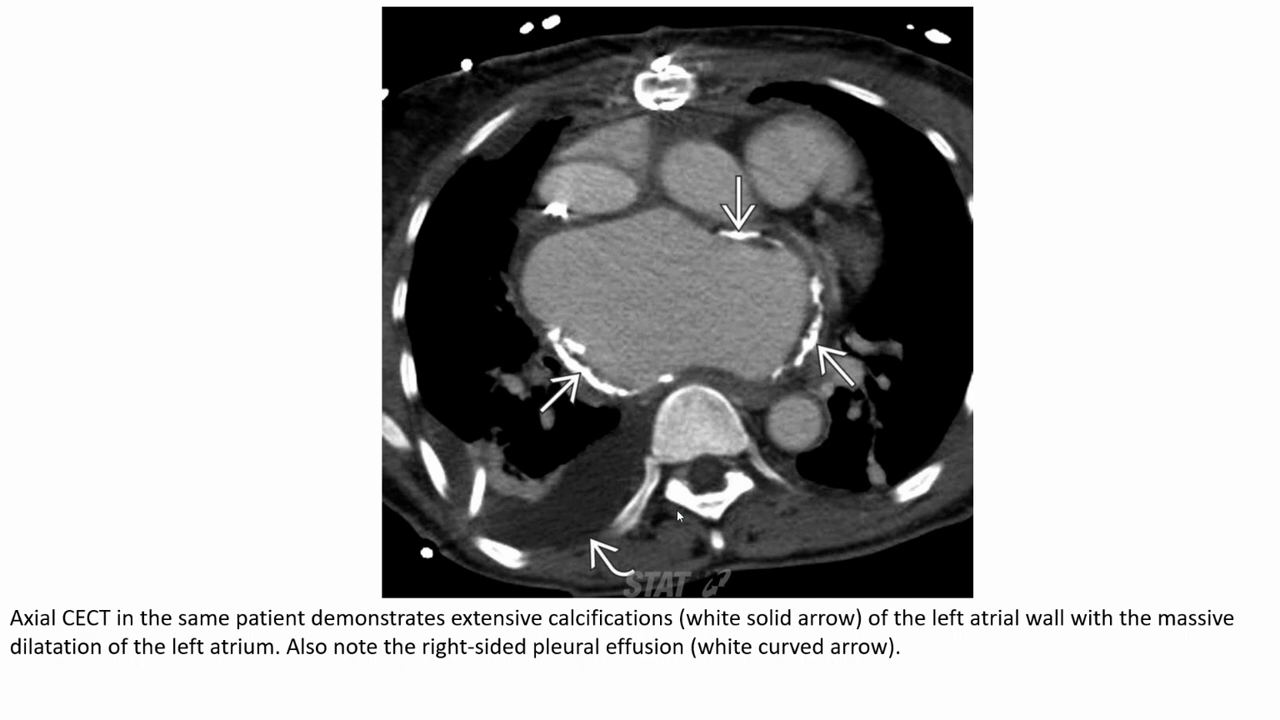 STAT
Axial CECT in the same patient demonstrates extensive calcifications (white solid arrow) of the left atrial wall with the massive
dilatation of the left atrium. Also note the right-sided pleural effusion (white curved arrow).